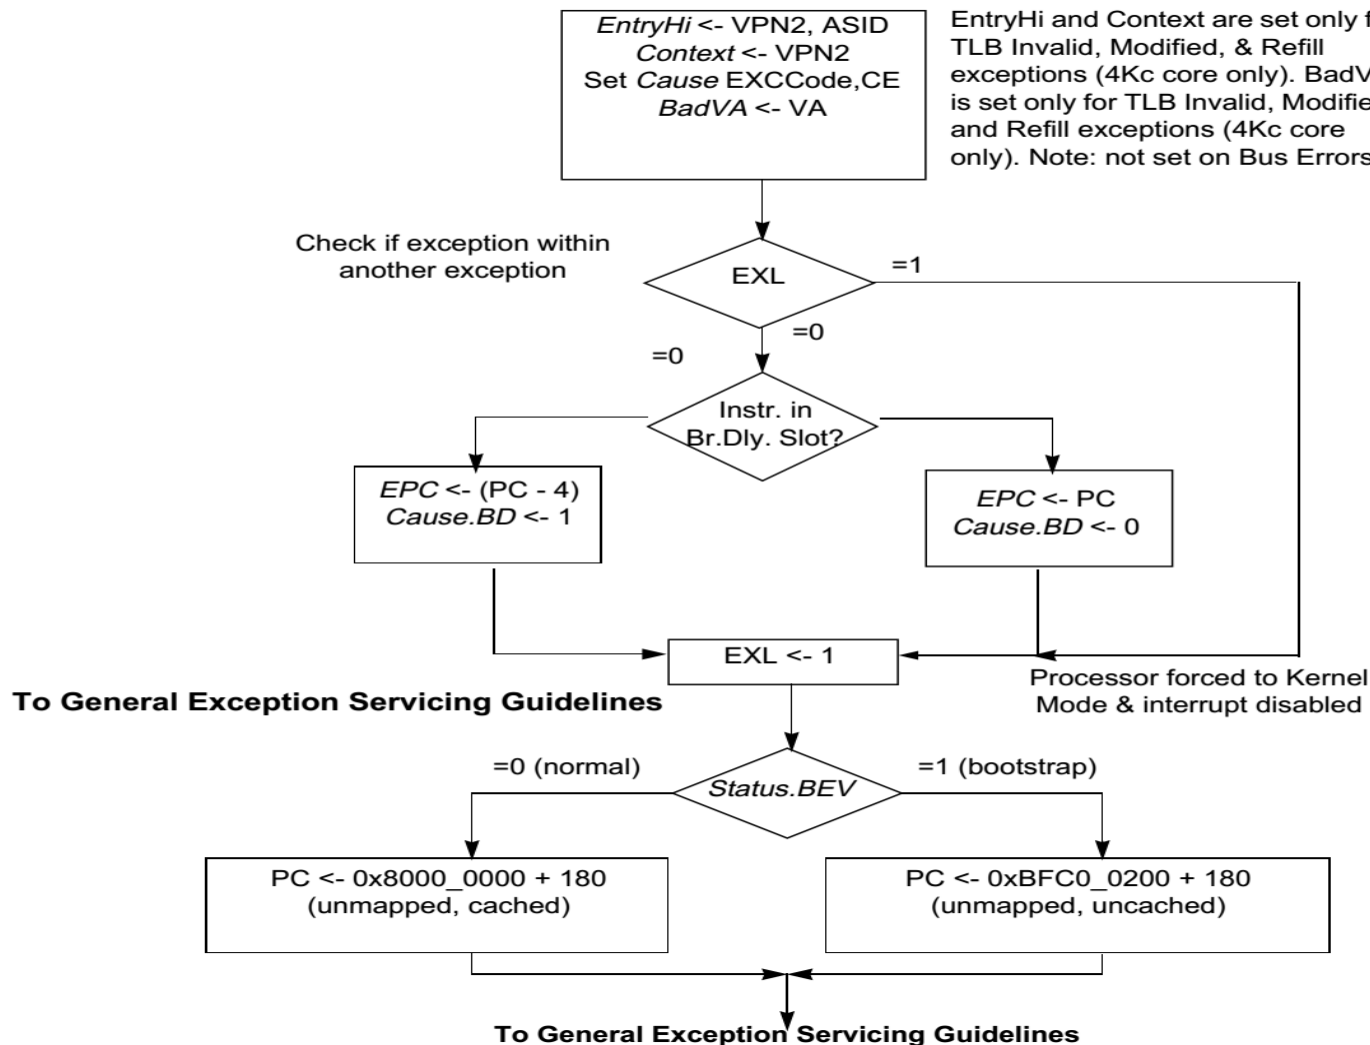 EntryHi <- VPN2, ASID
Context <- VPN2
Set Cause EXCCode,CE
BadVA <- VA
EntryHi and Context are set only f
TLB Invalid, Modified, & Refill
exceptions (4Kc core only). BadV
is set only for TLB Invalid, Modifie
and Refill exceptions (4Kc core
only). Note: not set on Bus Errors
Check if exception within
another exception
EXL
=1
=0
=0
Instr. in
Br.Dly. Slot?
EPC <- (PC - 4)
Cause.BD <- 1
EPC <- PC
Cause.BD <- 0
EXL <- 1
Processor forced to Kernel
Mode & interrupt disabled
To General Exception Servicing Guidelines
=0 (normal)
Status.BEV
=1 (bootstrap)
PC <- 0x8000_0000 + 180
(unmapped, cached)
PC <- 0xBFC0_0200 + 180
(unmapped, uncached)
To General Exception Servicing Guidelines